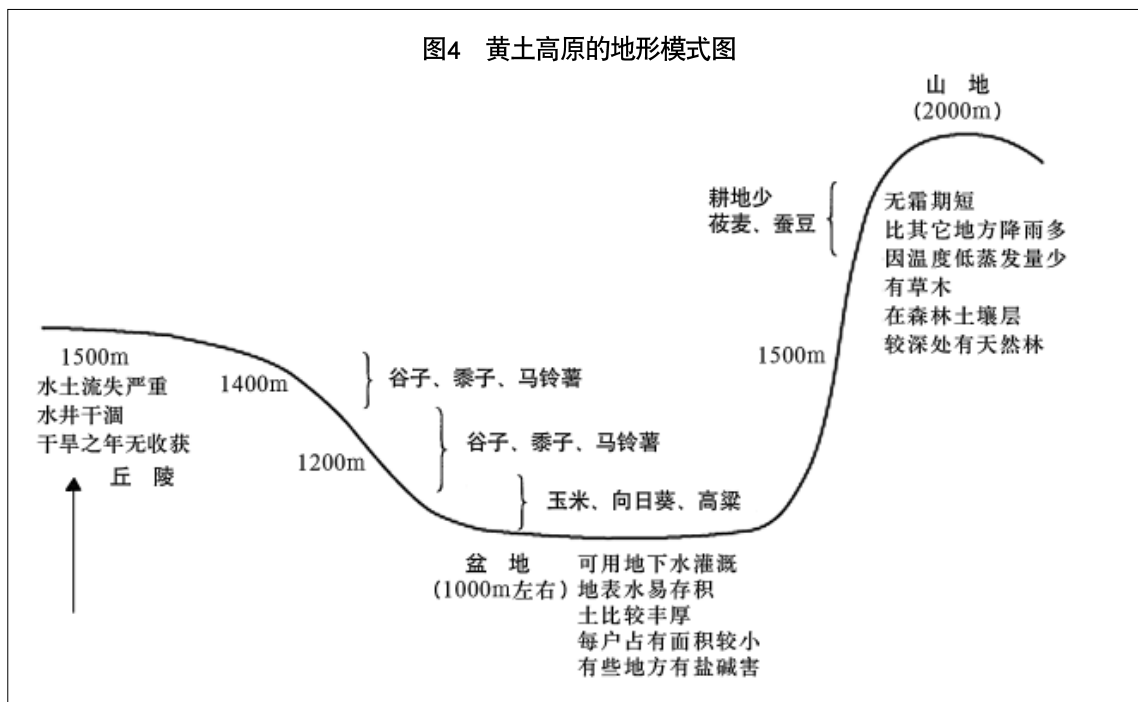 图4 黄土高原的地形模式图
山 地
(2000m)
耕地少
莜麦、蚕豆
无霜期短
比其它地方降雨多
因温度低蒸发量少
有草木
在森林土壤层
较深处有天然林
1500m
1500m
水土流失严重
水井干涸
干旱之年无收获
丘 陵
1400m
谷子、黍子、马铃薯
1200m
谷子、黍子、马铃薯
玉米、向日葵、高粱
盆 地
(1000m左右)
可用地下水灌溉
地表水易存积
土比较丰厚
每户占有面积较小
有些地方有盐碱害